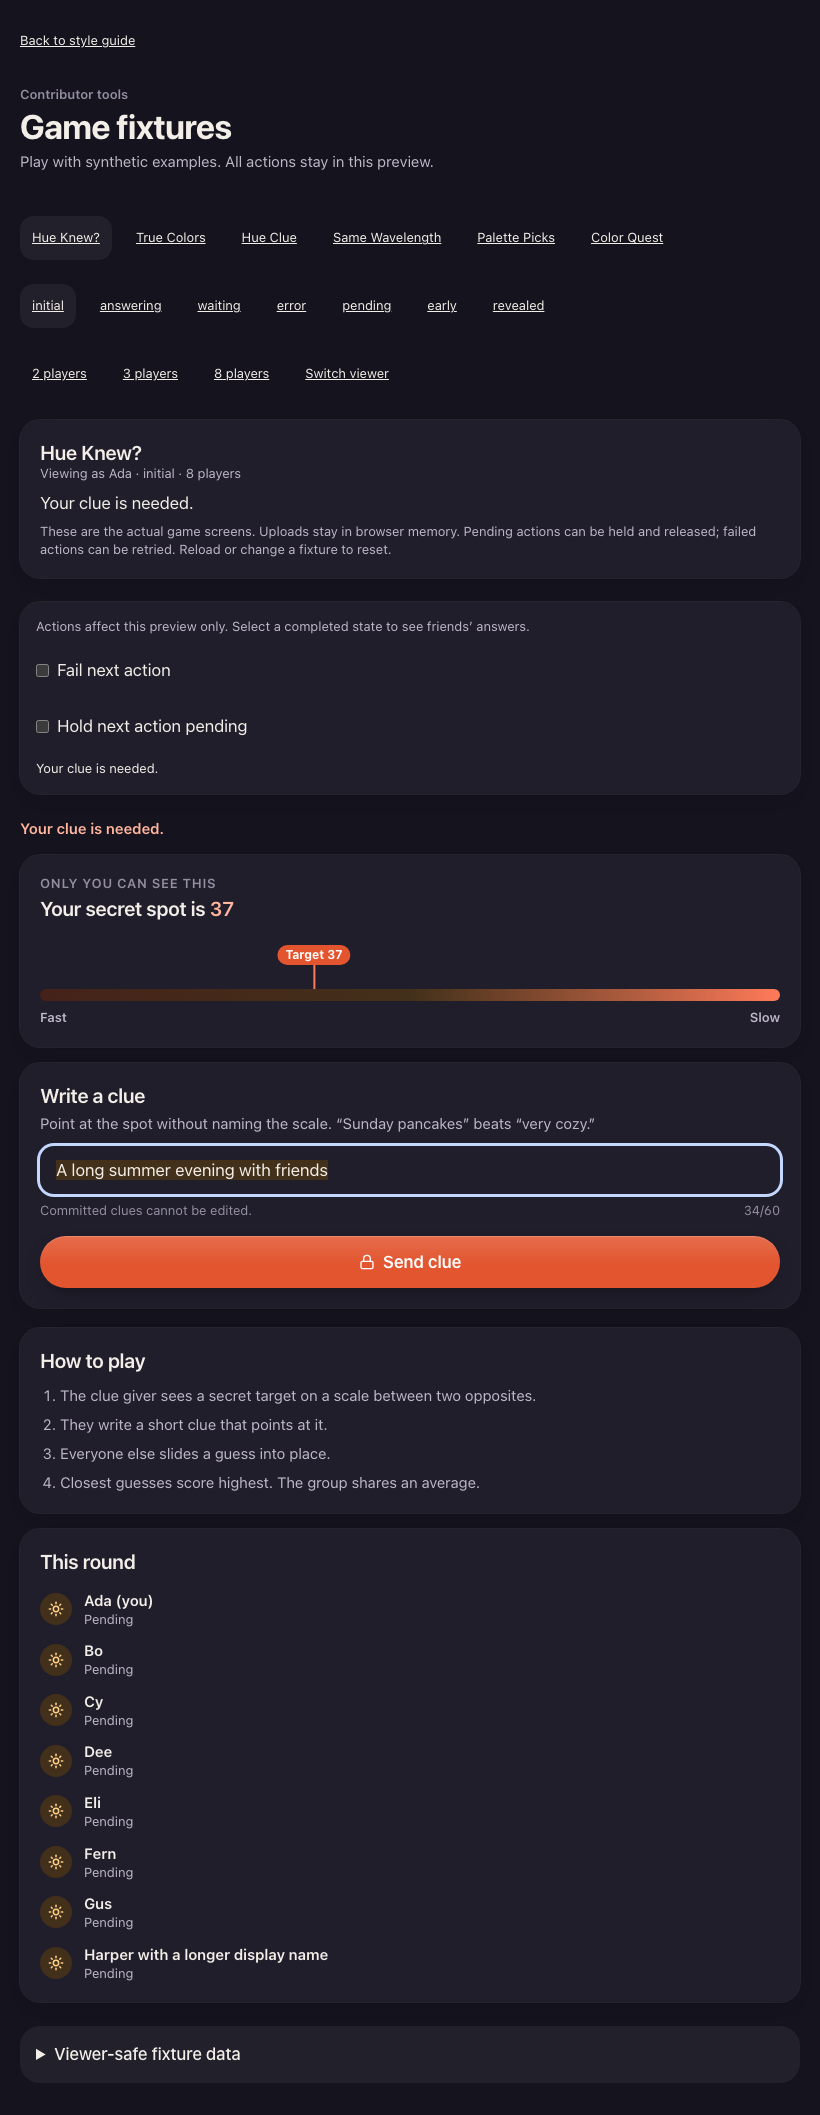 Back to style guide
Contributor tools
Game fixtures
Play with synthetic examples. All actions stay in this preview.
Hue Knew? True Colors Hue Clue Same Wavelength Palette Picks Color Quest
initial answering waiting error pending early revealed
2 players 3 players 8 players Switch viewer
Hue Knew?
Viewing as Ada · initial · 8 players
Your clue is needed.
These are the actual game screens. Uploads stay in browser memory. Pending actions can be held and released; failed
actions can be retried. Reload or change a fixture to reset.
Actions affect this preview only. Select a completed state to see friends’ answers.
Fail next action
Hold next action pending
Your clue is needed.
Your clue is needed.
ONLY YOU CAN SEE THIS
Your secret spot is 37
Target 37
Fast Slow
Write a clue
Point at the spot without naming the scale. “Sunday pancakes” beats “very cozy.”
A long summer evening with friends
Committed clues cannot be edited. 34/60
Send clue
How to play
1. The clue giver sees a secret target on a scale between two opposites.
2. They write a short clue that points at it.
3. Everyone else slides a guess into place.
4. Closest guesses score highest. The group shares an average.
This round
Ada (you)
Pending
Bo
Pending
Cy
Pending
Dee
Pending
Eli
Pending
Fern
Pending
Gus
Pending
Harper with a longer display name
Pending
Viewer-safe fixture data